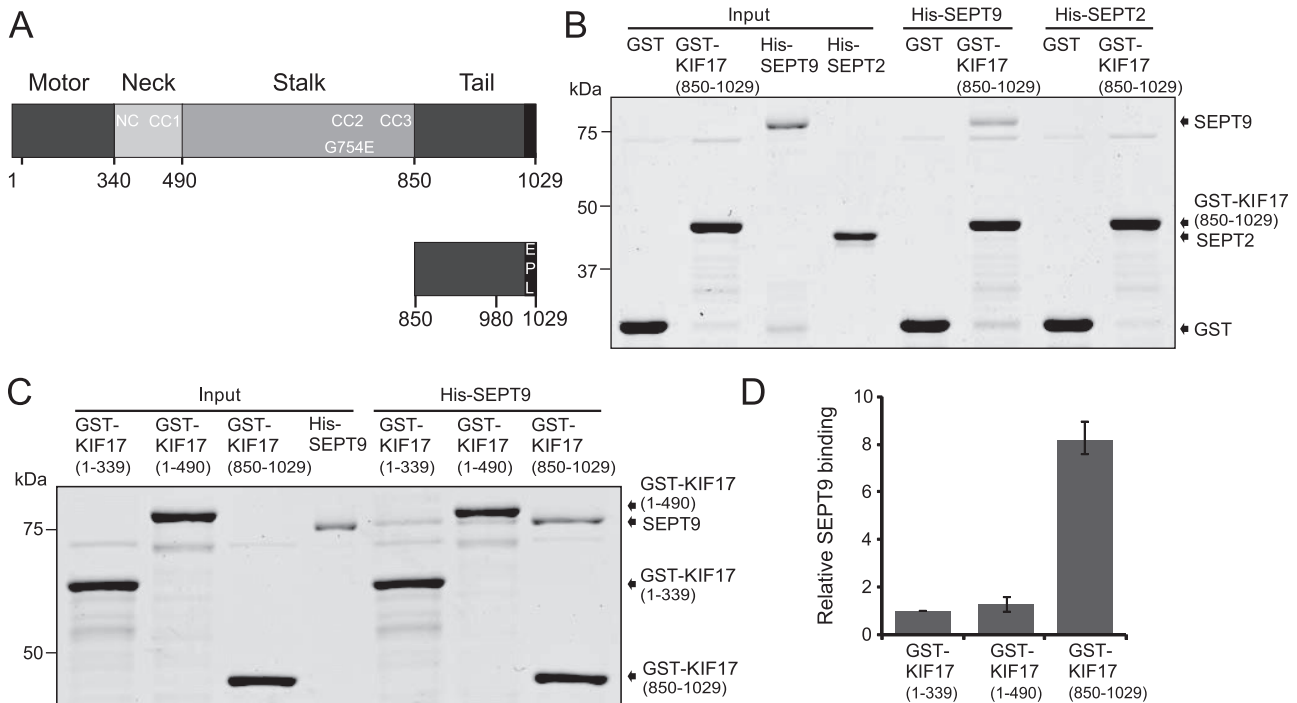 A
Motor Neck Stalk Tail
NC CC1 CC2 CC3
G754E
1 340 490 850 1029
E
P
L
850 980 1029
B
Input His-SEPT9 His-SEPT2
GST GST-KIF17 (850-1029) His-SEPT9 His-SEPT2 GST GST-KIF17 (850-1029) GST GST-KIF17 (850-1029)
kDa
75
50
37
SEPT9
GST-KIF17
(850-1029)
SEPT2
GST
C
Input His-SEPT9
GST-KIF17 (1-339) GST-KIF17 (1-490) GST-KIF17 (850-1029) His-SEPT9 GST-KIF17 (1-339) GST-KIF17 (1-490) GST-KIF17 (850-1029)
kDa
75
50
GST-KIF17
(1-490)
SEPT9
GST-KIF17
(1-339)
GST-KIF17
(850-1029)
D
Relative SEPT9 binding
10
8
6
4
2
0
GST-KIF17 (1-339) GST-KIF17 (1-490) GST-KIF17 (850-1029)